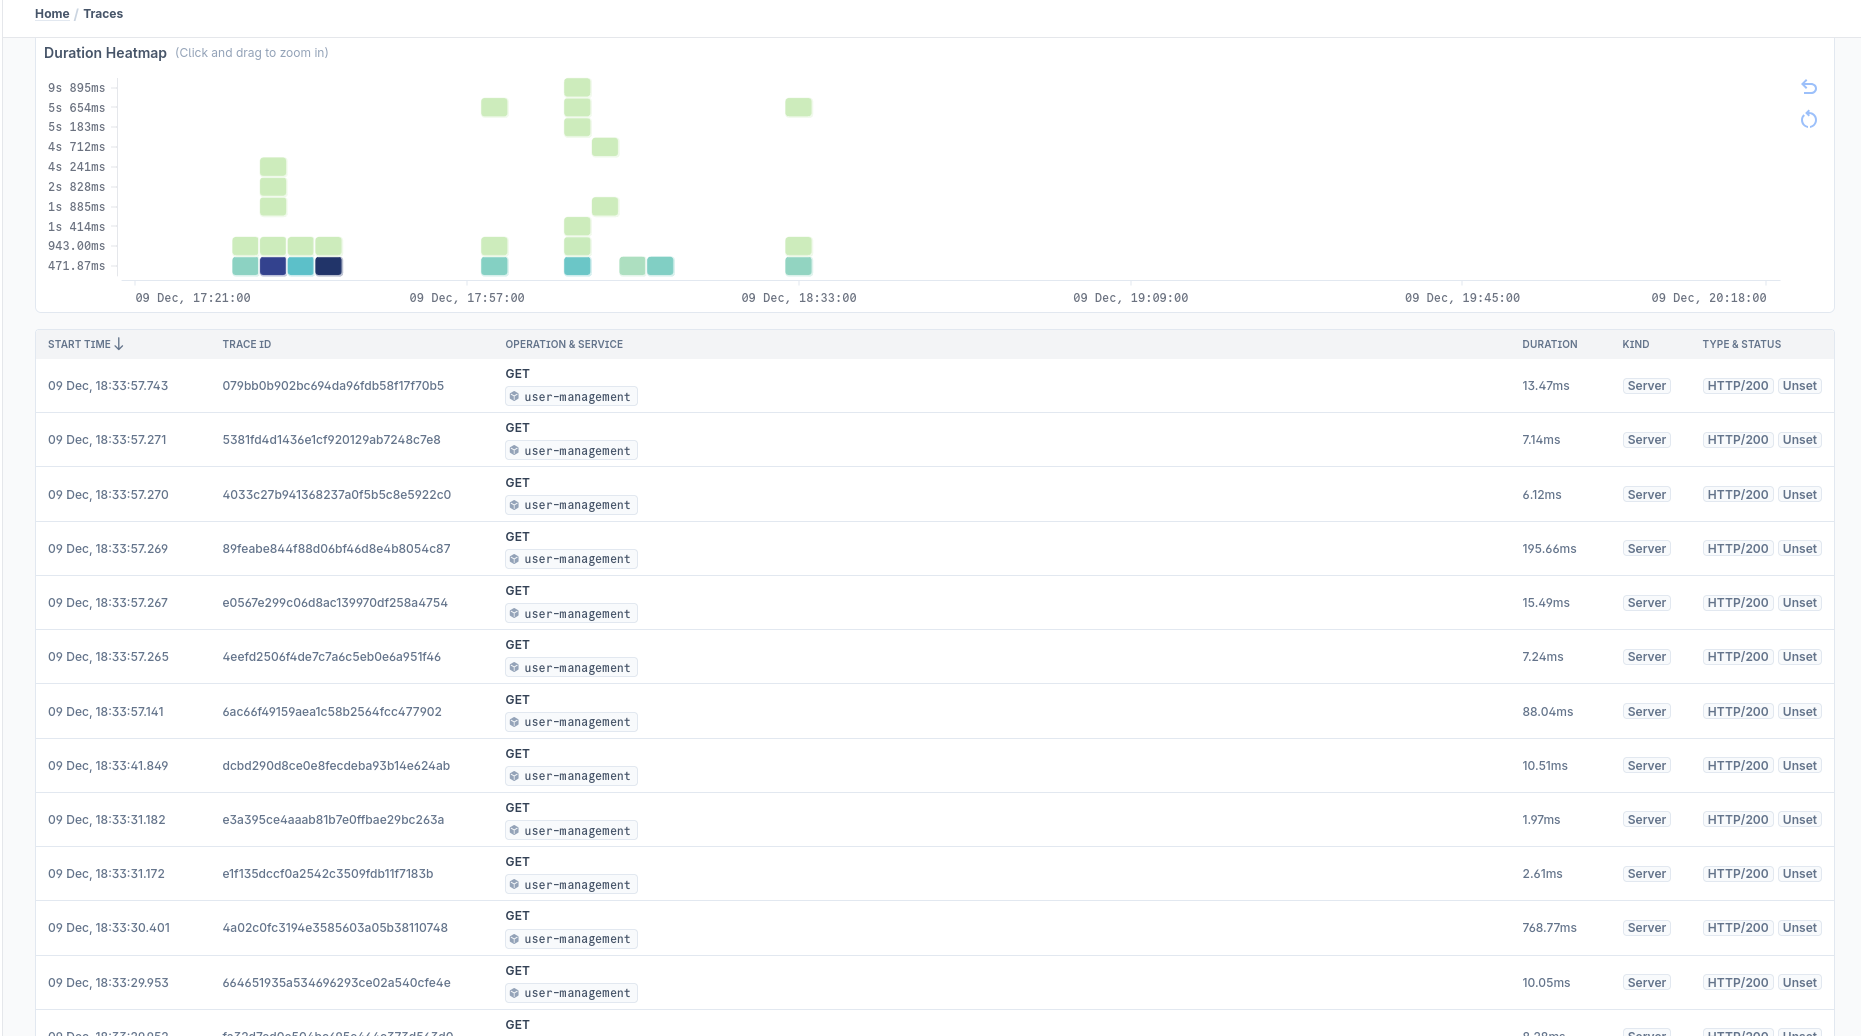 Home / Traces
Duration Heatmap (Click and drag to zoom in)
9s 895ms
5s 654ms
5s 183ms
4s 712ms
4s 241ms
2s 828ms
1s 885ms
1s 414ms
943.00ms
471.87ms
09 Dec, 17:21:00 09 Dec, 17:57:00 09 Dec, 18:33:00 09 Dec, 19:09:00 09 Dec, 19:45:00 09 Dec, 20:18:00
START TIME TRACE ID OPERATION & SERVICE DURATION KIND TYPE & STATUS
GET
09 Dec, 18:33:57.743 079bb0b902bc694da96fdb58f17f70b5 13.47ms Server HTTP/200 Unset
user-management
GET
09 Dec, 18:33:57.271 5381fd4d1436e1cf920129ab7248c7e8 7.14ms Server HTTP/200 Unset
user-management
GET
09 Dec, 18:33:57.270 4033c27b941368237a0f5b5c8e5922c0 6.12ms Server HTTP/200 Unset
user-management
GET
09 Dec, 18:33:57.269 89feabe844f88d06bf46d8e4b8054c87 195.66ms Server HTTP/200 Unset
user-management
GET
09 Dec, 18:33:57.267 e0567e299c06d8ac139970df258a4754 15.49ms Server HTTP/200 Unset
user-management
GET
09 Dec, 18:33:57.265 4eefd2506f4de7c7a6c5eb0e6a951f46 7.24ms Server HTTP/200 Unset
user-management
GET
09 Dec, 18:33:57.141 6ac66f49159aea1c58b2564fcc477902 88.04ms Server HTTP/200 Unset
user-management
GET
09 Dec, 18:33:41.849 dcbd290d8ce0e8fecdeba93b14e624ab 10.51ms Server HTTP/200 Unset
user-management
GET
09 Dec, 18:33:31.182 e3a395ce4aaab81b7e0ffbae29bc263a 1.97ms Server HTTP/200 Unset
user-management
GET
09 Dec, 18:33:31.172 e1f135dccf0a2542c3509fdb11f7183b 2.61ms Server HTTP/200 Unset
user-management
GET
09 Dec, 18:33:30.401 4a02c0fc3194e3585603a05b38110748 768.77ms Server HTTP/200 Unset
user-management
GET
09 Dec, 18:33:29.953 664651935a534696293ce02a540cfe4e 10.05ms Server HTTP/200 Unset
user-management
GET
Server HTTP/200 Unset